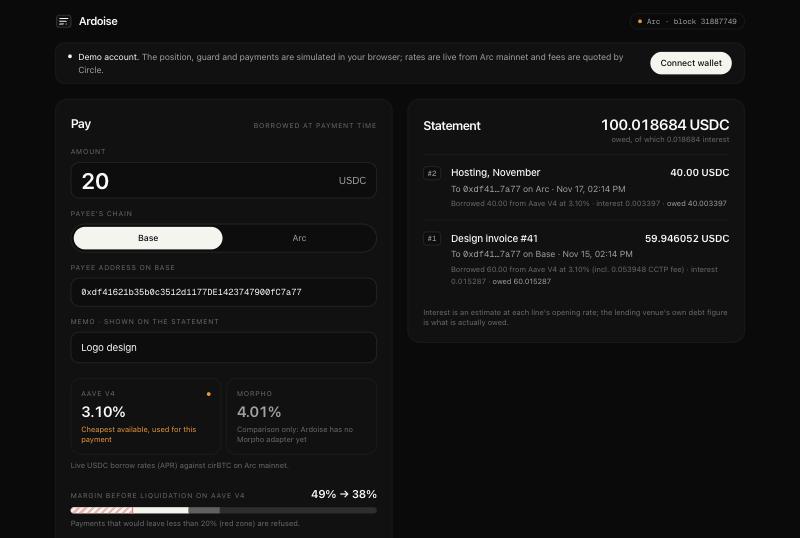 Ardoise
Arc · block 31887749
Demo account. The position, guard and payments are simulated in your browser; rates are live from Arc mainnet and fees are quoted by
Circle.
Connect wallet
Pay
BORROWED AT PAYMENT TIME
AMOUNT
20
USDC
PAYEE'S CHAIN
Base
Arc
PAYEE ADDRESS ON BASE
0xdf41621b35b0c3512d1177DE1423747900fC7a77
MEMO · SHOWN ON THE STATEMENT
Logo design
AAVE V4
3.10%
Cheapest available, used for this
payment
MORPHO
4.01%
Comparison only: Ardoise has no
Morpho adapter yet
Live USDC borrow rates (APR) against cirBTC on Arc mainnet.
MARGIN BEFORE LIQUIDATION ON AAVE V4
49% → 38%
Payments that would leave less than 20% (red zone) are refused.
Statement
100.018684 USDC
owed, of which 0.018684 interest
#2
Hosting, November
40.00 USDC
To 0xdf41…7a77 on Arc · Nov 17, 02:14 PM
Borrowed 40.00 from Aave V4 at 3.10% · interest 0.003397 · owed 40.003397
#1
Design invoice #41
59.946052 USDC
To 0xdf41…7a77 on Base · Nov 15, 02:14 PM
Borrowed 60.00 from Aave V4 at 3.10% (incl. 0.053948 CCTP fee) · interest
0.015287 · owed 60.015287
Interest is an estimate at each line's opening rate; the lending venue's own debt figure
is what is actually owed.